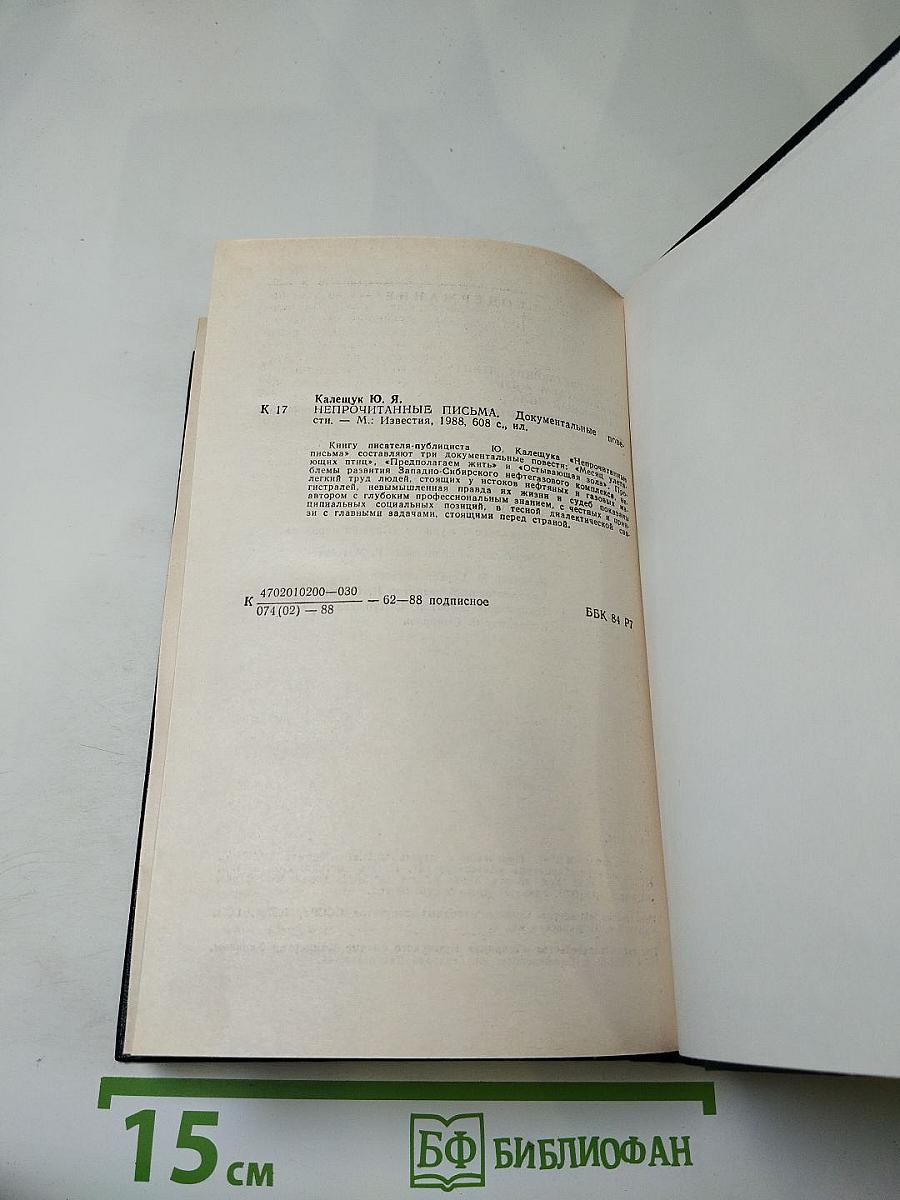 Калещук Ю. Я.
К 17 НЕПРОЧИТАННЫЕ ПИСЬМА. Документальные пове-
сти. — М.: Известия, 1988, 608 с., ил.
Книгу писателя-публициста Ю. Калещука «Непрочитанные
письма» составляют три документальные повести: «Месяц улета-
ющих птиц», «Предполагаем жить» и «Остывающая зола». Про-
блемы развития Западно-Сибирского нефтегазового комплекса, не-
легкий труд людей, стоящих у истоков нефтяных и газовых ма-
гистралей, невымышленная правда их жизни и судеб показаны
автором с глубоким профессиональным знанием, с честных и прин-
ципиальных социальных позиций, в тесной диалектической свя-
зи с главными задачами, стоящими перед страной.
К 4702010200—030
074(02) — 88 — 62—88 подписное
ББК 84 Р7
15 см
БФ БИБЛИОФАН